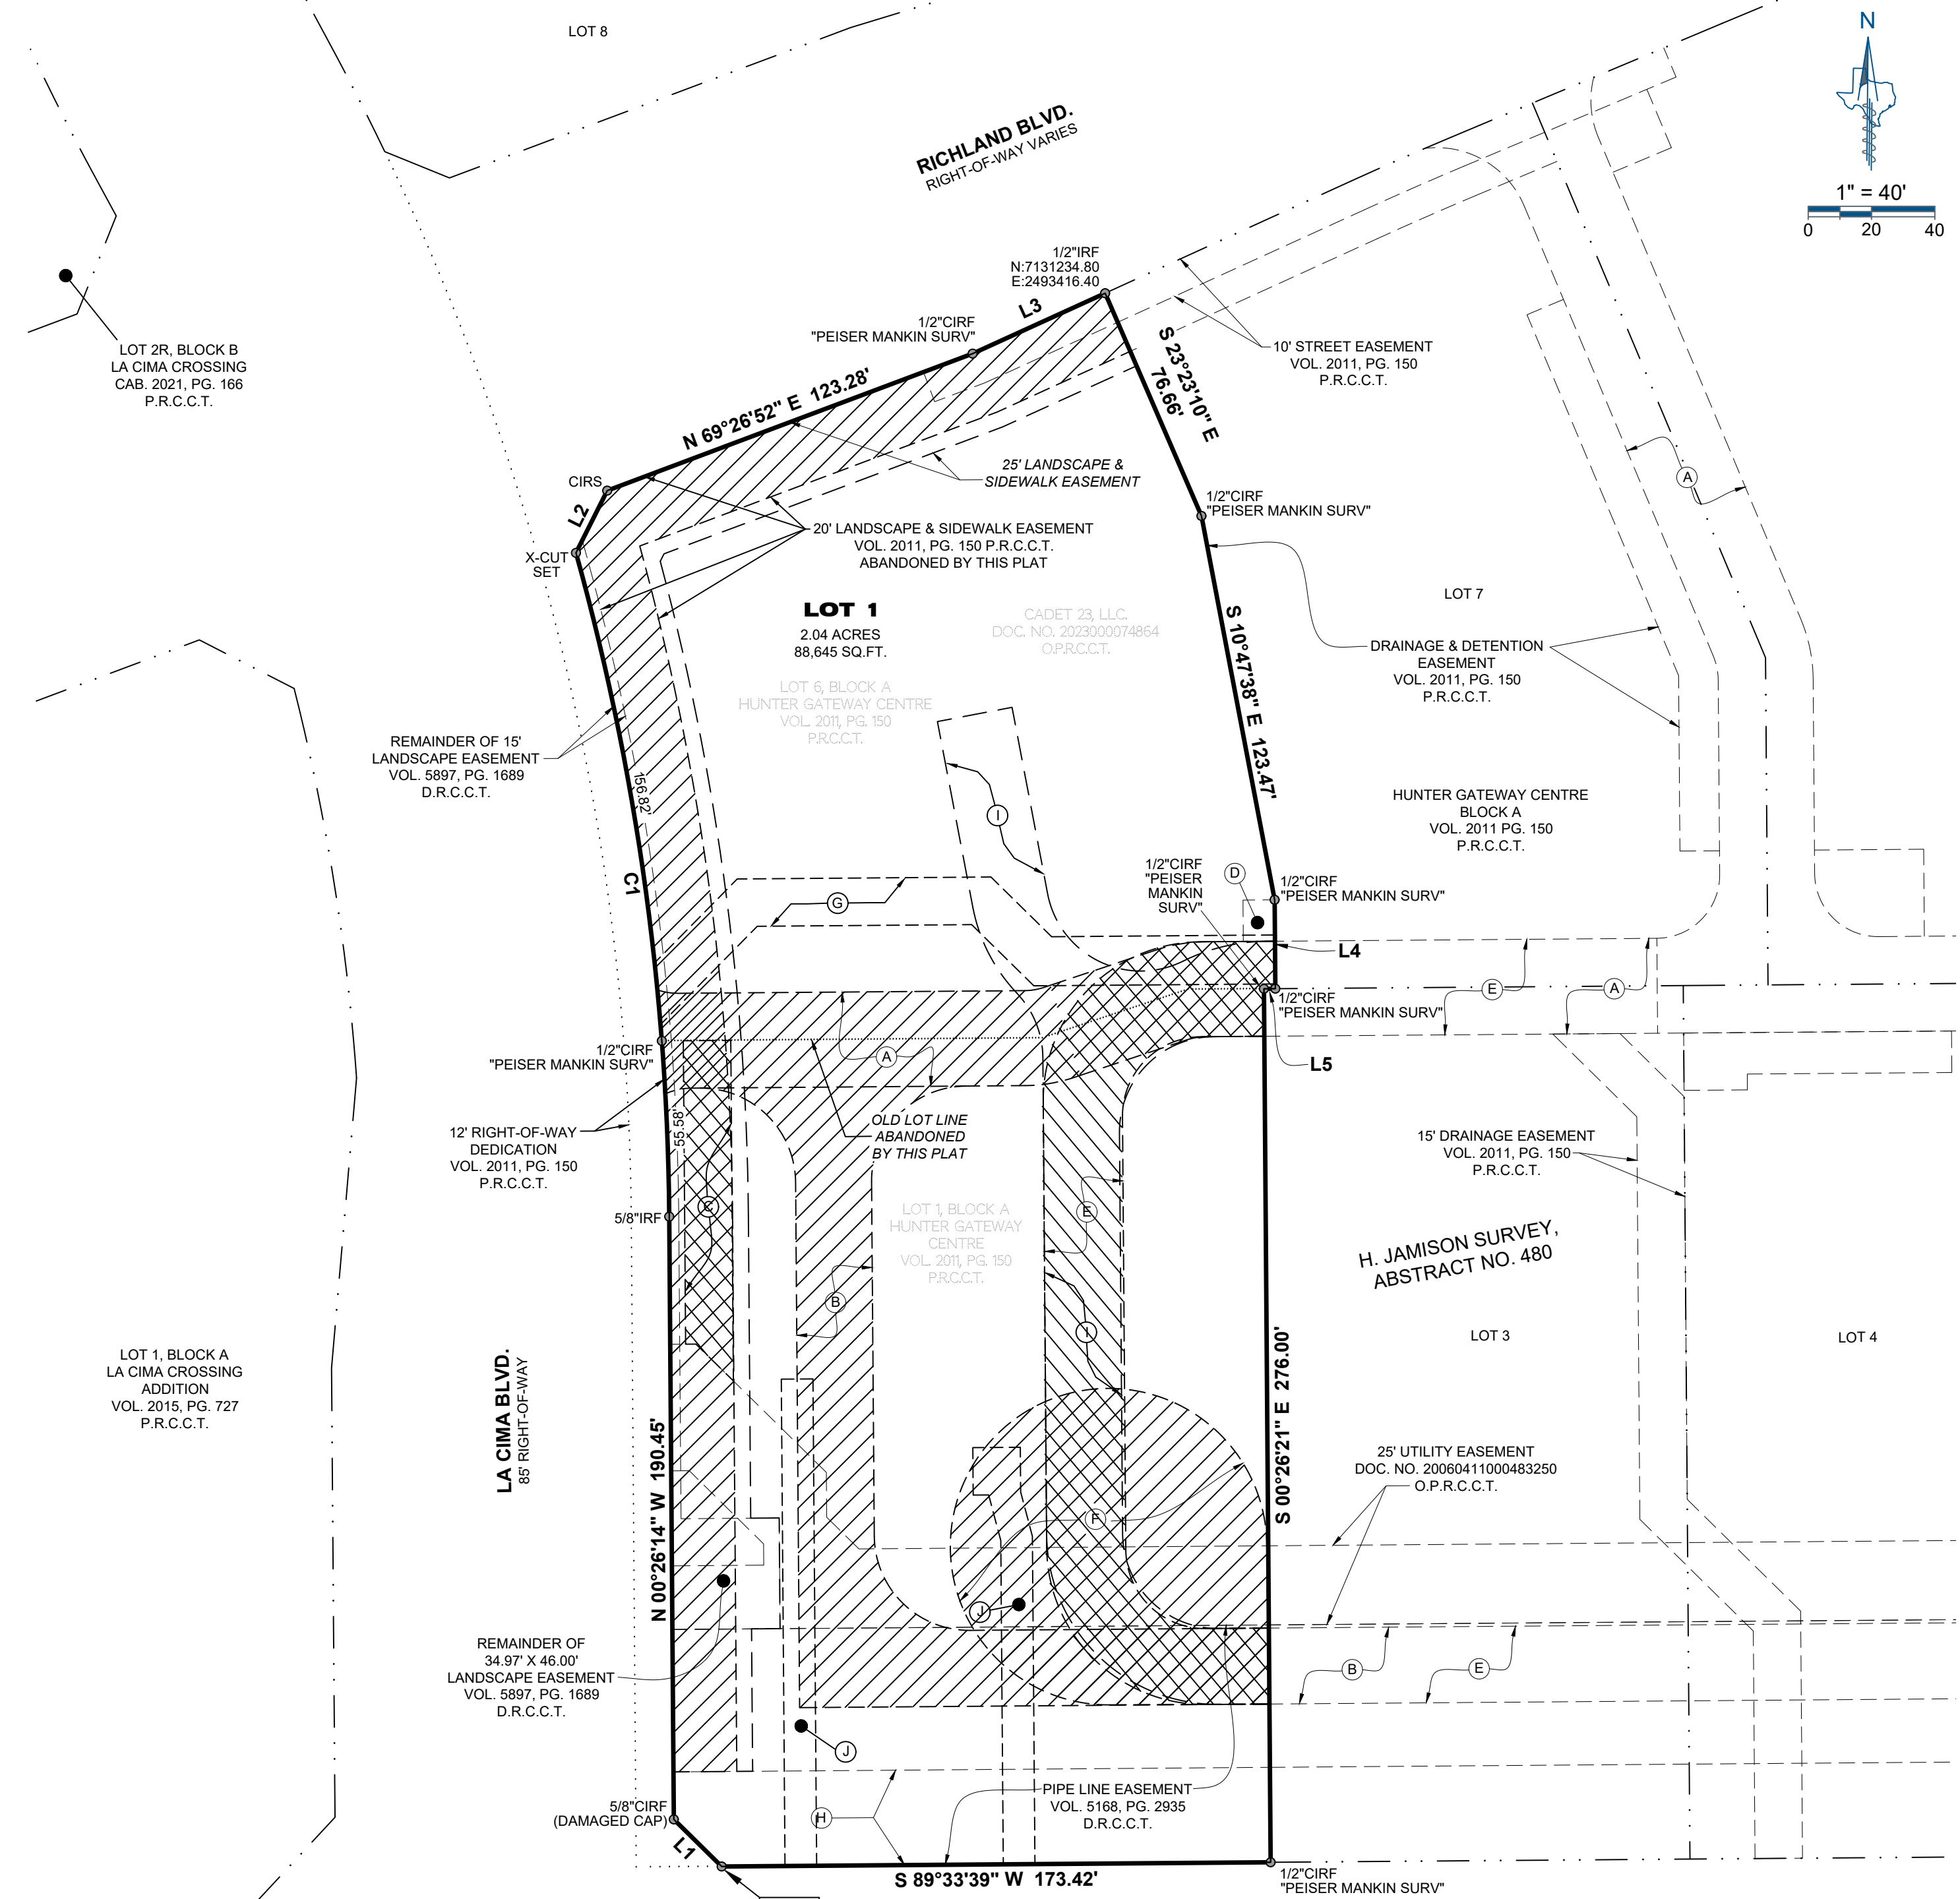 LOT 8
N
1" = 40'
0 20 40
RICHLAND BLVD.
RIGHT-OF-WAY VARIES
1/2"IRF
N:7131234.80
E:2493416.40
L3
1/2"CIRF
"PEISER MANKIN SURV"
LOT 2R, BLOCK B
LA CIMA CROSSING
CAB. 2021, PG. 166
P.R.C.C.T.
S 23°23'10" E
76.66'
10' STREET EASEMENT
VOL. 2011, PG. 150
P.R.C.C.T.
N 69°26'52" E 123.28'
25' LANDSCAPE &
SIDEWALK EASEMENT
CIRS
L2
X-CUT
SET
1/2"CIRF
"PEISER MANKIN SURV"
A
20' LANDSCAPE & SIDEWALK EASEMENT
VOL. 2011, PG. 150 P.R.C.C.T.
ABANDONED BY THIS PLAT
LOT 1
2.04 ACRES
88,645 SQ.FT.
CADET 23, LLC.
DOC. NO. 2023000074864
O.P.R.C.C.T.
LOT 6, BLOCK A
HUNTER GATEWAY CENTRE
VOL. 2011, PG. 150
P.R.C.C.T.
S 10°47'38" E 123.47'
LOT 7
DRAINAGE & DETENTION
EASEMENT
VOL. 2011, PG. 150
P.R.C.C.T.
REMAINDER OF 15'
LANDSCAPE EASEMENT
VOL. 5897, PG. 1689
D.R.C.C.T.
156.82'
C1
I
HUNTER GATEWAY CENTRE
BLOCK A
VOL. 2011 PG. 150
P.R.C.C.T.
G
1/2"CIRF
"PEISER
MANKIN
SURV"
D
1/2"CIRF
"PEISER MANKIN SURV"
L4
E
A
1/2"CIRF
"PEISER MANKIN SURV"
L5
1/2"CIRF
"PEISER MANKIN SURV"
A
12' RIGHT-OF-WAY
DEDICATION
VOL. 2011, PG. 150
P.R.C.C.T.
55.58'
OLD LOT LINE
ABANDONED
BY THIS PLAT
15' DRAINAGE EASEMENT
VOL. 2011, PG. 150
P.R.C.C.T.
5/8"IRF
C
LOT 1, BLOCK A
HUNTER GATEWAY
CENTRE
VOL. 2011, PG. 150
P.R.C.C.T.
E
B
I
H. JAMISON SURVEY,
ABSTRACT NO. 480
LOT 3
LOT 4
LOT 1, BLOCK A
LA CIMA CROSSING
ADDITION
VOL. 2015, PG. 727
P.R.C.C.T.
LA CIMA BLVD.
85' RIGHT-OF-WAY
N 00°26'14" W 190.45'
S 00°26'21" E 276.00'
25' UTILITY EASEMENT
DOC. NO. 20060411000483250
O.P.R.C.C.T.
F
J
REMAINDER OF
34.97' X 46.00'
LANDSCAPE EASEMENT
VOL. 5897, PG. 1689
D.R.C.C.T.
B
E
J
PIPE LINE EASEMENT
VOL. 5168, PG. 2935
D.R.C.C.T.
H
5/8"CIRF
(DAMAGED CAP)
L1
S 89°33'39" W 173.42'
1/2"CIRF
"PEISER MANKIN SURV"